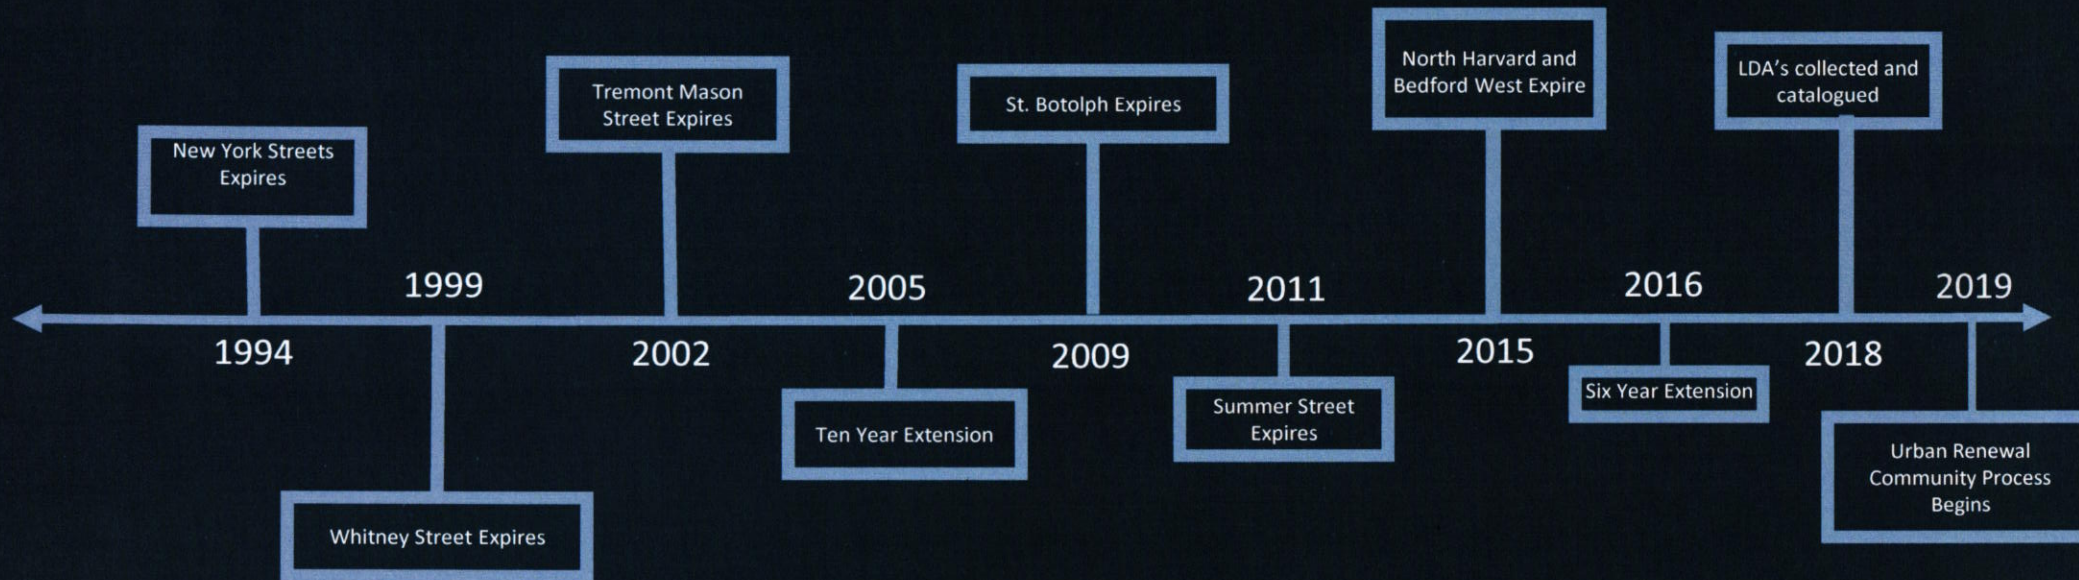 New York Streets
Expires
1994
1999
Whitney Street Expires
Tremont Mason
Street Expires
2002
2005
Ten Year Extension
St. Botolph Expires
2009
2011
Summer Street
Expires
North Harvard and
Bedford West Expire
2015
2016
Six Year Extension
LDA's collected and
catalogued
2018
2019
Urban Renewal
Community Process
Begins